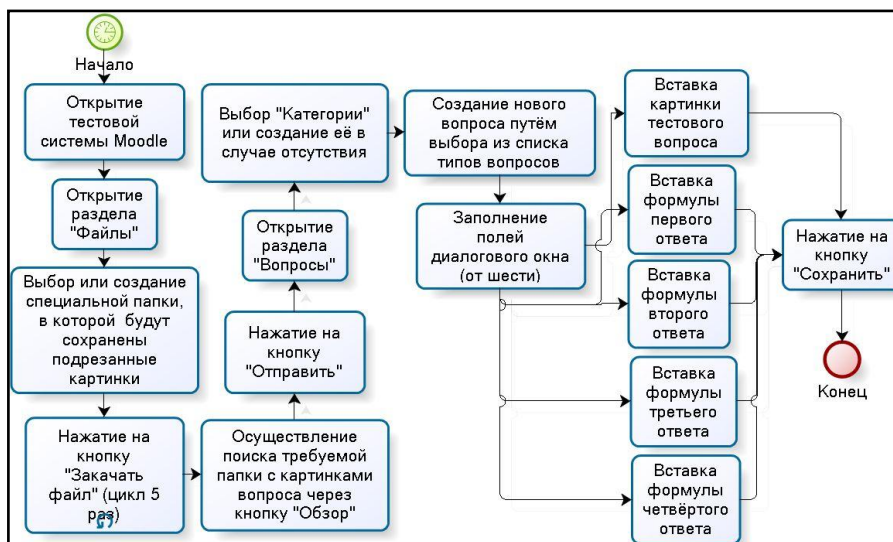 Начало
Открытие
тестовой
системы Moodle
Открытие
раздела
"Файлы"
Выбор или создание
специальной папки,
в которой будут
сохранены
подрезанные
картинки
Нажатие на
кнопку
"Закачать
файл" (цикл 5
раз)
Осуществление
поиска требуемой
папки с картинками
вопроса через
кнопку "Обзор"
Нажатие на
кнопку
"Отправить"
Открытие
раздела
"Вопросы"
Выбор "Категории"
или создание её в
случае отсутствия
Создание нового
вопроса путём
выбора из списка
типов вопросов
Заполнение
полей
диалогового окна
(от шести)
Вставка
картинки
тестового
вопроса
Вставка
формулы
первого
ответа
Вставка
формулы
второго
ответа
Вставка
формулы
третьего
ответа
Вставка
формулы
четвёртого
ответа
Нажатие на
кнопку
"Сохранить"
Конец